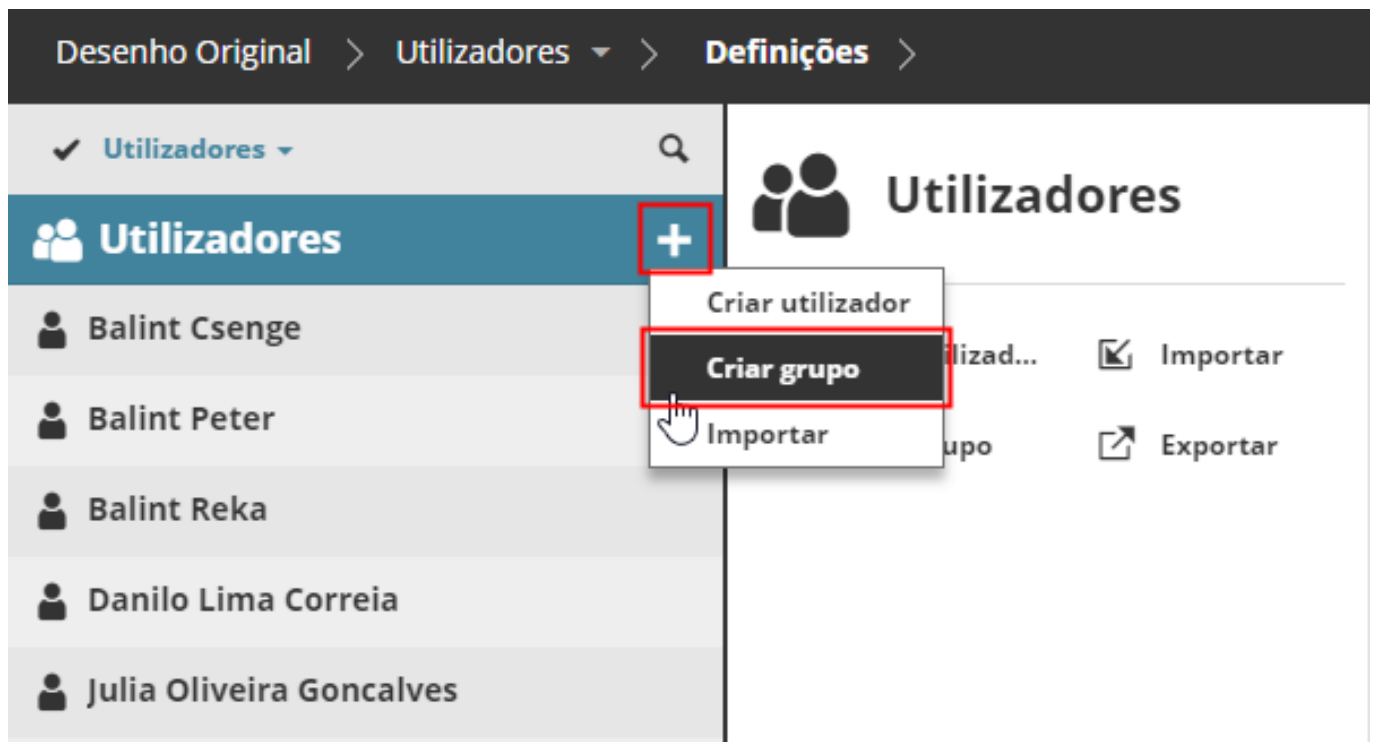 Desenho Original > Utilizadores > Definições >
Utilizadores
Utilizadores
Utilizadores
Criar utilizador
Balint Csenge
Criar grupo
ilizad...
Importar
Balint Peter
Importar
upo
Exportar
Balint Reka
Danilo Lima Correia
Julia Oliveira Goncalves